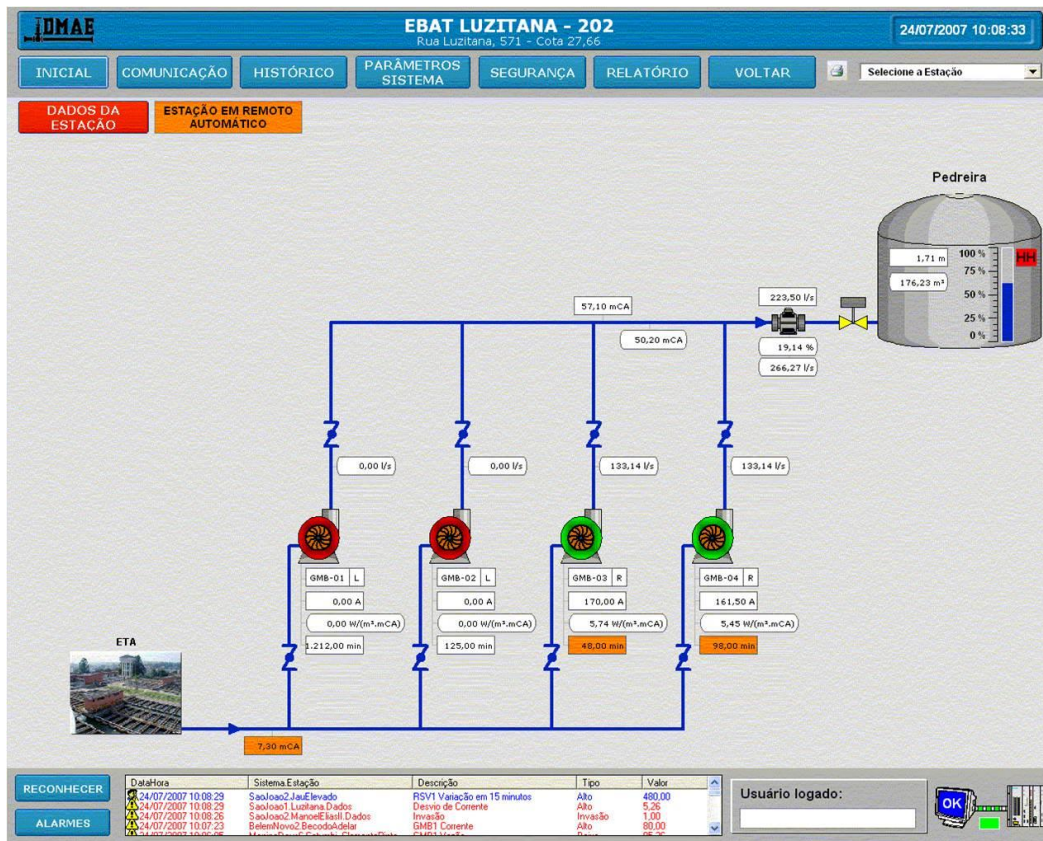 DMAE
EBAT LUZITANA - 202
Rua Luzitana, 571 - Cota 27,66
24/07/2007 10:08:33
INICIAL
COMUNICAÇÃO
HISTÓRICO
PARÂMETROS
SISTEMA
SEGURANÇA
RELATÓRIO
VOLTAR
Selecione a Estação
DADOS DA
ESTAÇÃO
ESTAÇÃO EM REMOTO
AUTOMÁTICO
Pedreira
1,71 m
176,23 m³
100 %
75 %
50 %
25 %
0 %
HH
57,10 mCA
50,20 mCA
223,50 l/s
19,14 %
266,27 l/s
0,00 l/s
0,00 l/s
133,14 l/s
133,14 l/s
GMB-01 L
0,00 A
0,00 W/(m³.mCA)
1.212,00 min
GMB-02 L
0,00 A
0,00 W/(m³.mCA)
125,00 min
GMB-03 R
170,00 A
5,74 W/(m³.mCA)
48,00 min
GMB-04 R
161,50 A
5,45 W/(m³.mCA)
98,00 min
ETA
7,30 mCA
RECONHECER
ALARMES
DataHora Sistema.Estação Descrição Tipo Valor
24/07/2007 10:08:29 SaoJoao2.JauElevado RSV1 Variação em 15 minutos Alto 480,00
24/07/2007 10:08:29 SaoJoao1.Luzitana.Dados Desvio de Corrente Alto 5,26
24/07/2007 10:08:26 SaoJoao2.ManoelEliasII.Dados Invasão Invasão 1,00
24/07/2007 10:07:23 BelemNovo2.BecodoAdelar GMB1 Corrente Alto 80,00
Usuário logado:
OK